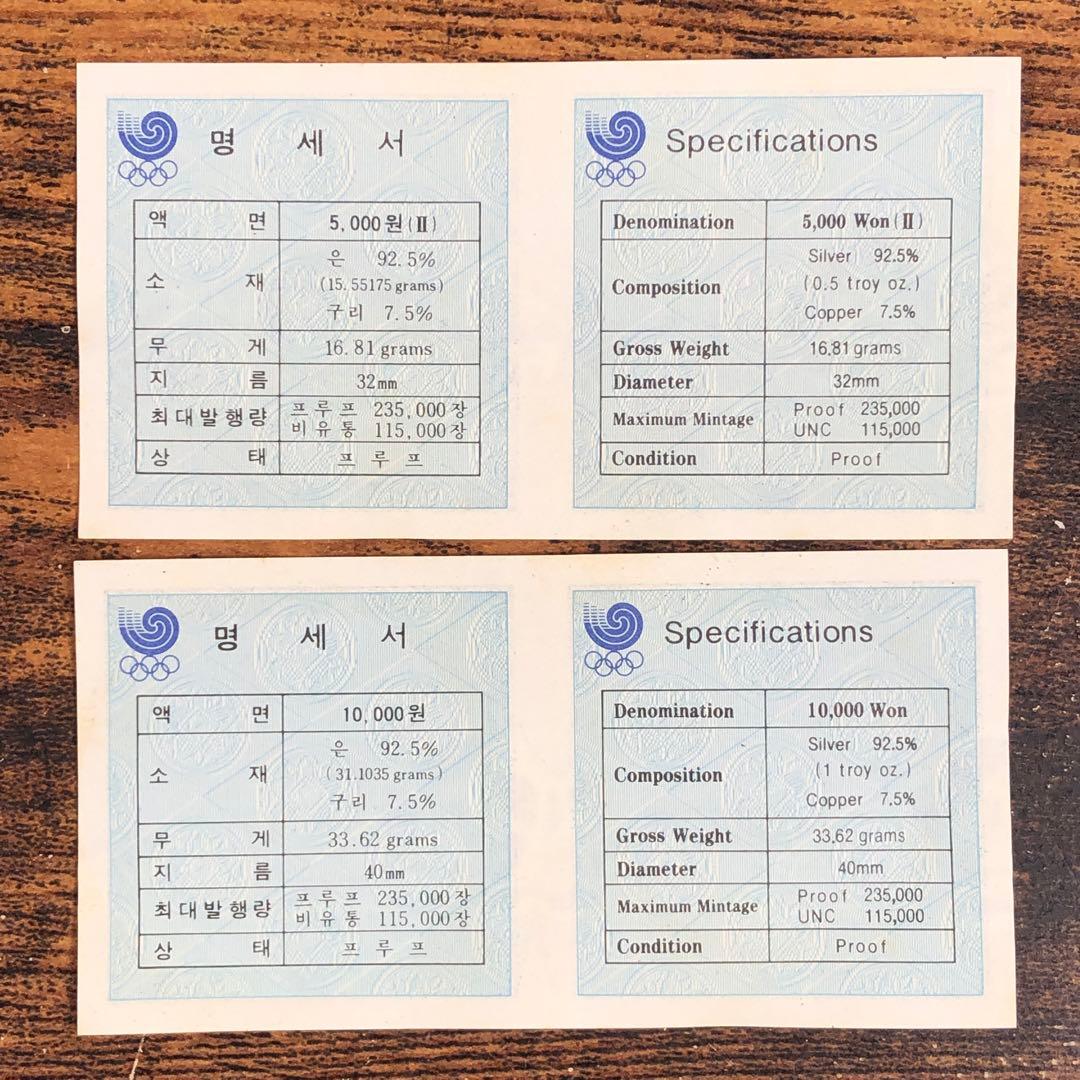 명 세 서
액 면 5,000원(Ⅱ)
소 재 은 92.5%
(15.55175 grams)
구리 7.5%
무 게 16.81 grams
지 름 32mm
최대발행량 프루프 235,000장
비유통 115,000장
상 태 프루프
Specifications
Denomination 5,000 Won(Ⅱ)
Composition Silver 92.5%
(0.5 troy oz.)
Copper 7.5%
Gross Weight 16.81 grams
Diameter 32mm
Maximum Mintage Proof 235,000
UNC 115,000
Condition Proof
명 세 서
액 면 10,000원
소 재 은 92.5%
(31.1035 grams)
구리 7.5%
무 게 33.62 grams
지 름 40mm
최대발행량 프루프 235,000장
비유통 115,000장
상 태 프루프
Specifications
Denomination 10,000 Won
Composition Silver 92.5%
(1 troy oz.)
Copper 7.5%
Gross Weight 33.62 grams
Diameter 40mm
Maximum Mintage Proof 235,000
UNC 115,000
Condition Proof